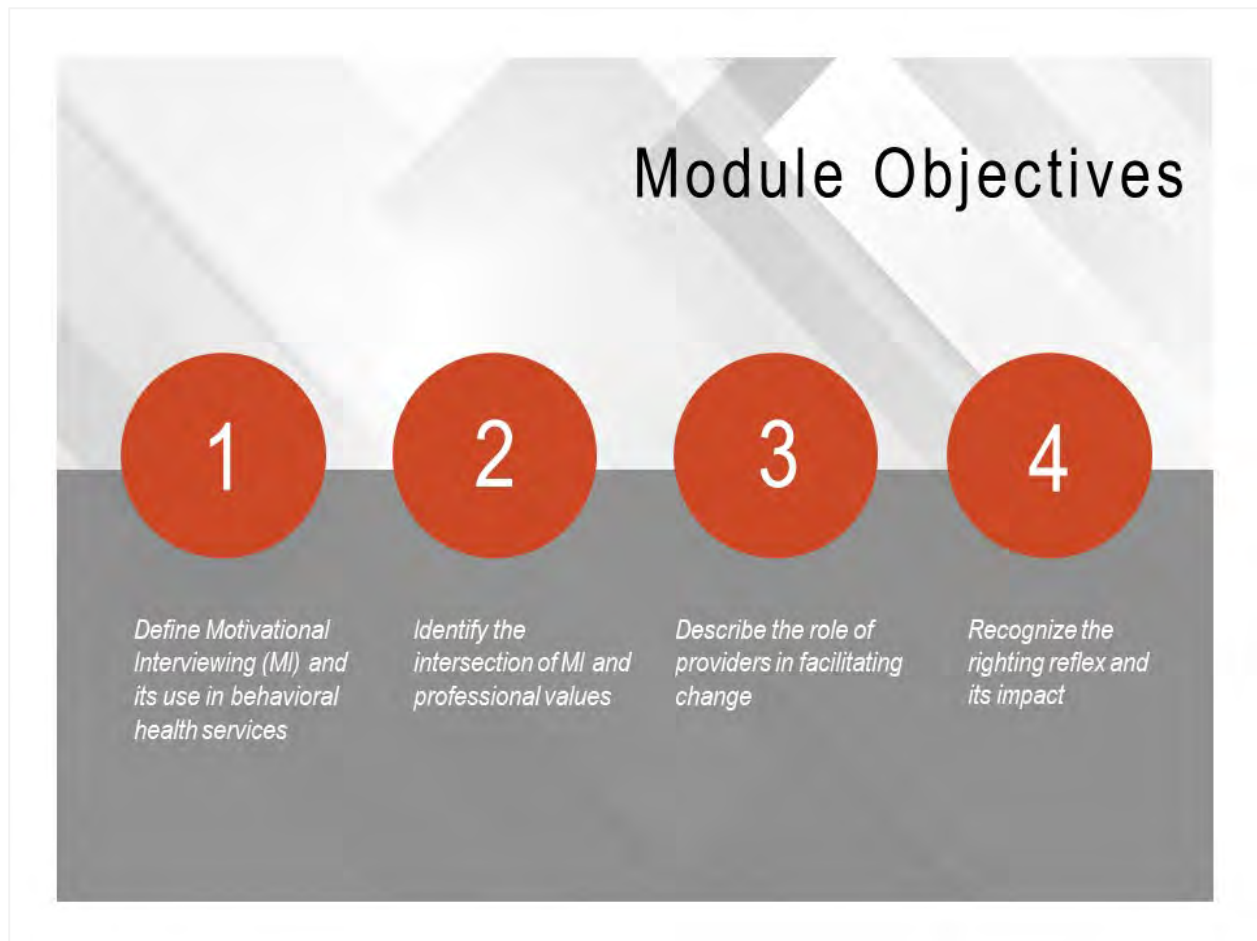 Module Objectives
1
Define Motivational
Interviewing (MI) and
its use in behavioral
health services
2
Identify the
intersection of MI and
professional values
3
Describe the role of
providers in facilitating
change
4
Recognize the
righting reflex and
its impact